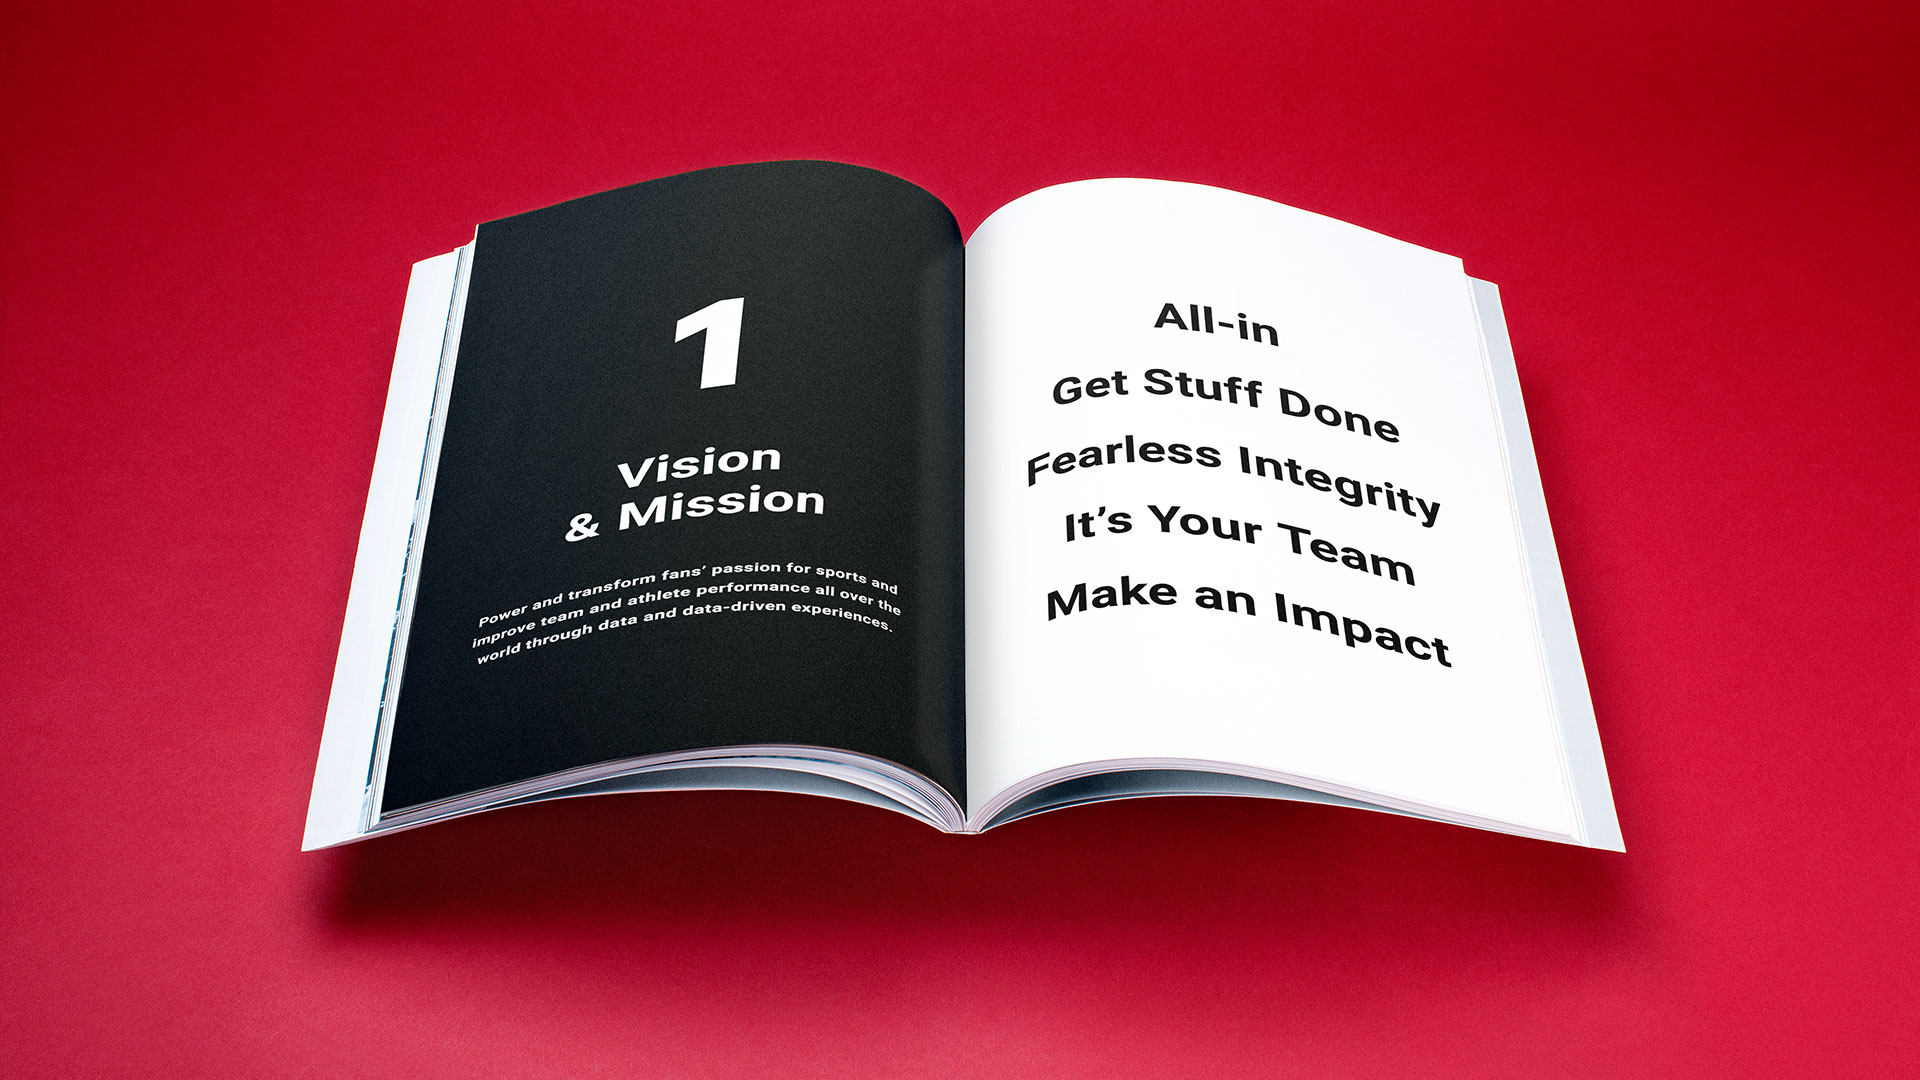 1
Vision
& Mission
Power and transform fans’ passion for sports and
improve team and athlete performance all over the
world through data and data-driven experiences.
All-in
Get Stuff Done
Fearless Integrity
It’s Your Team
Make an Impact